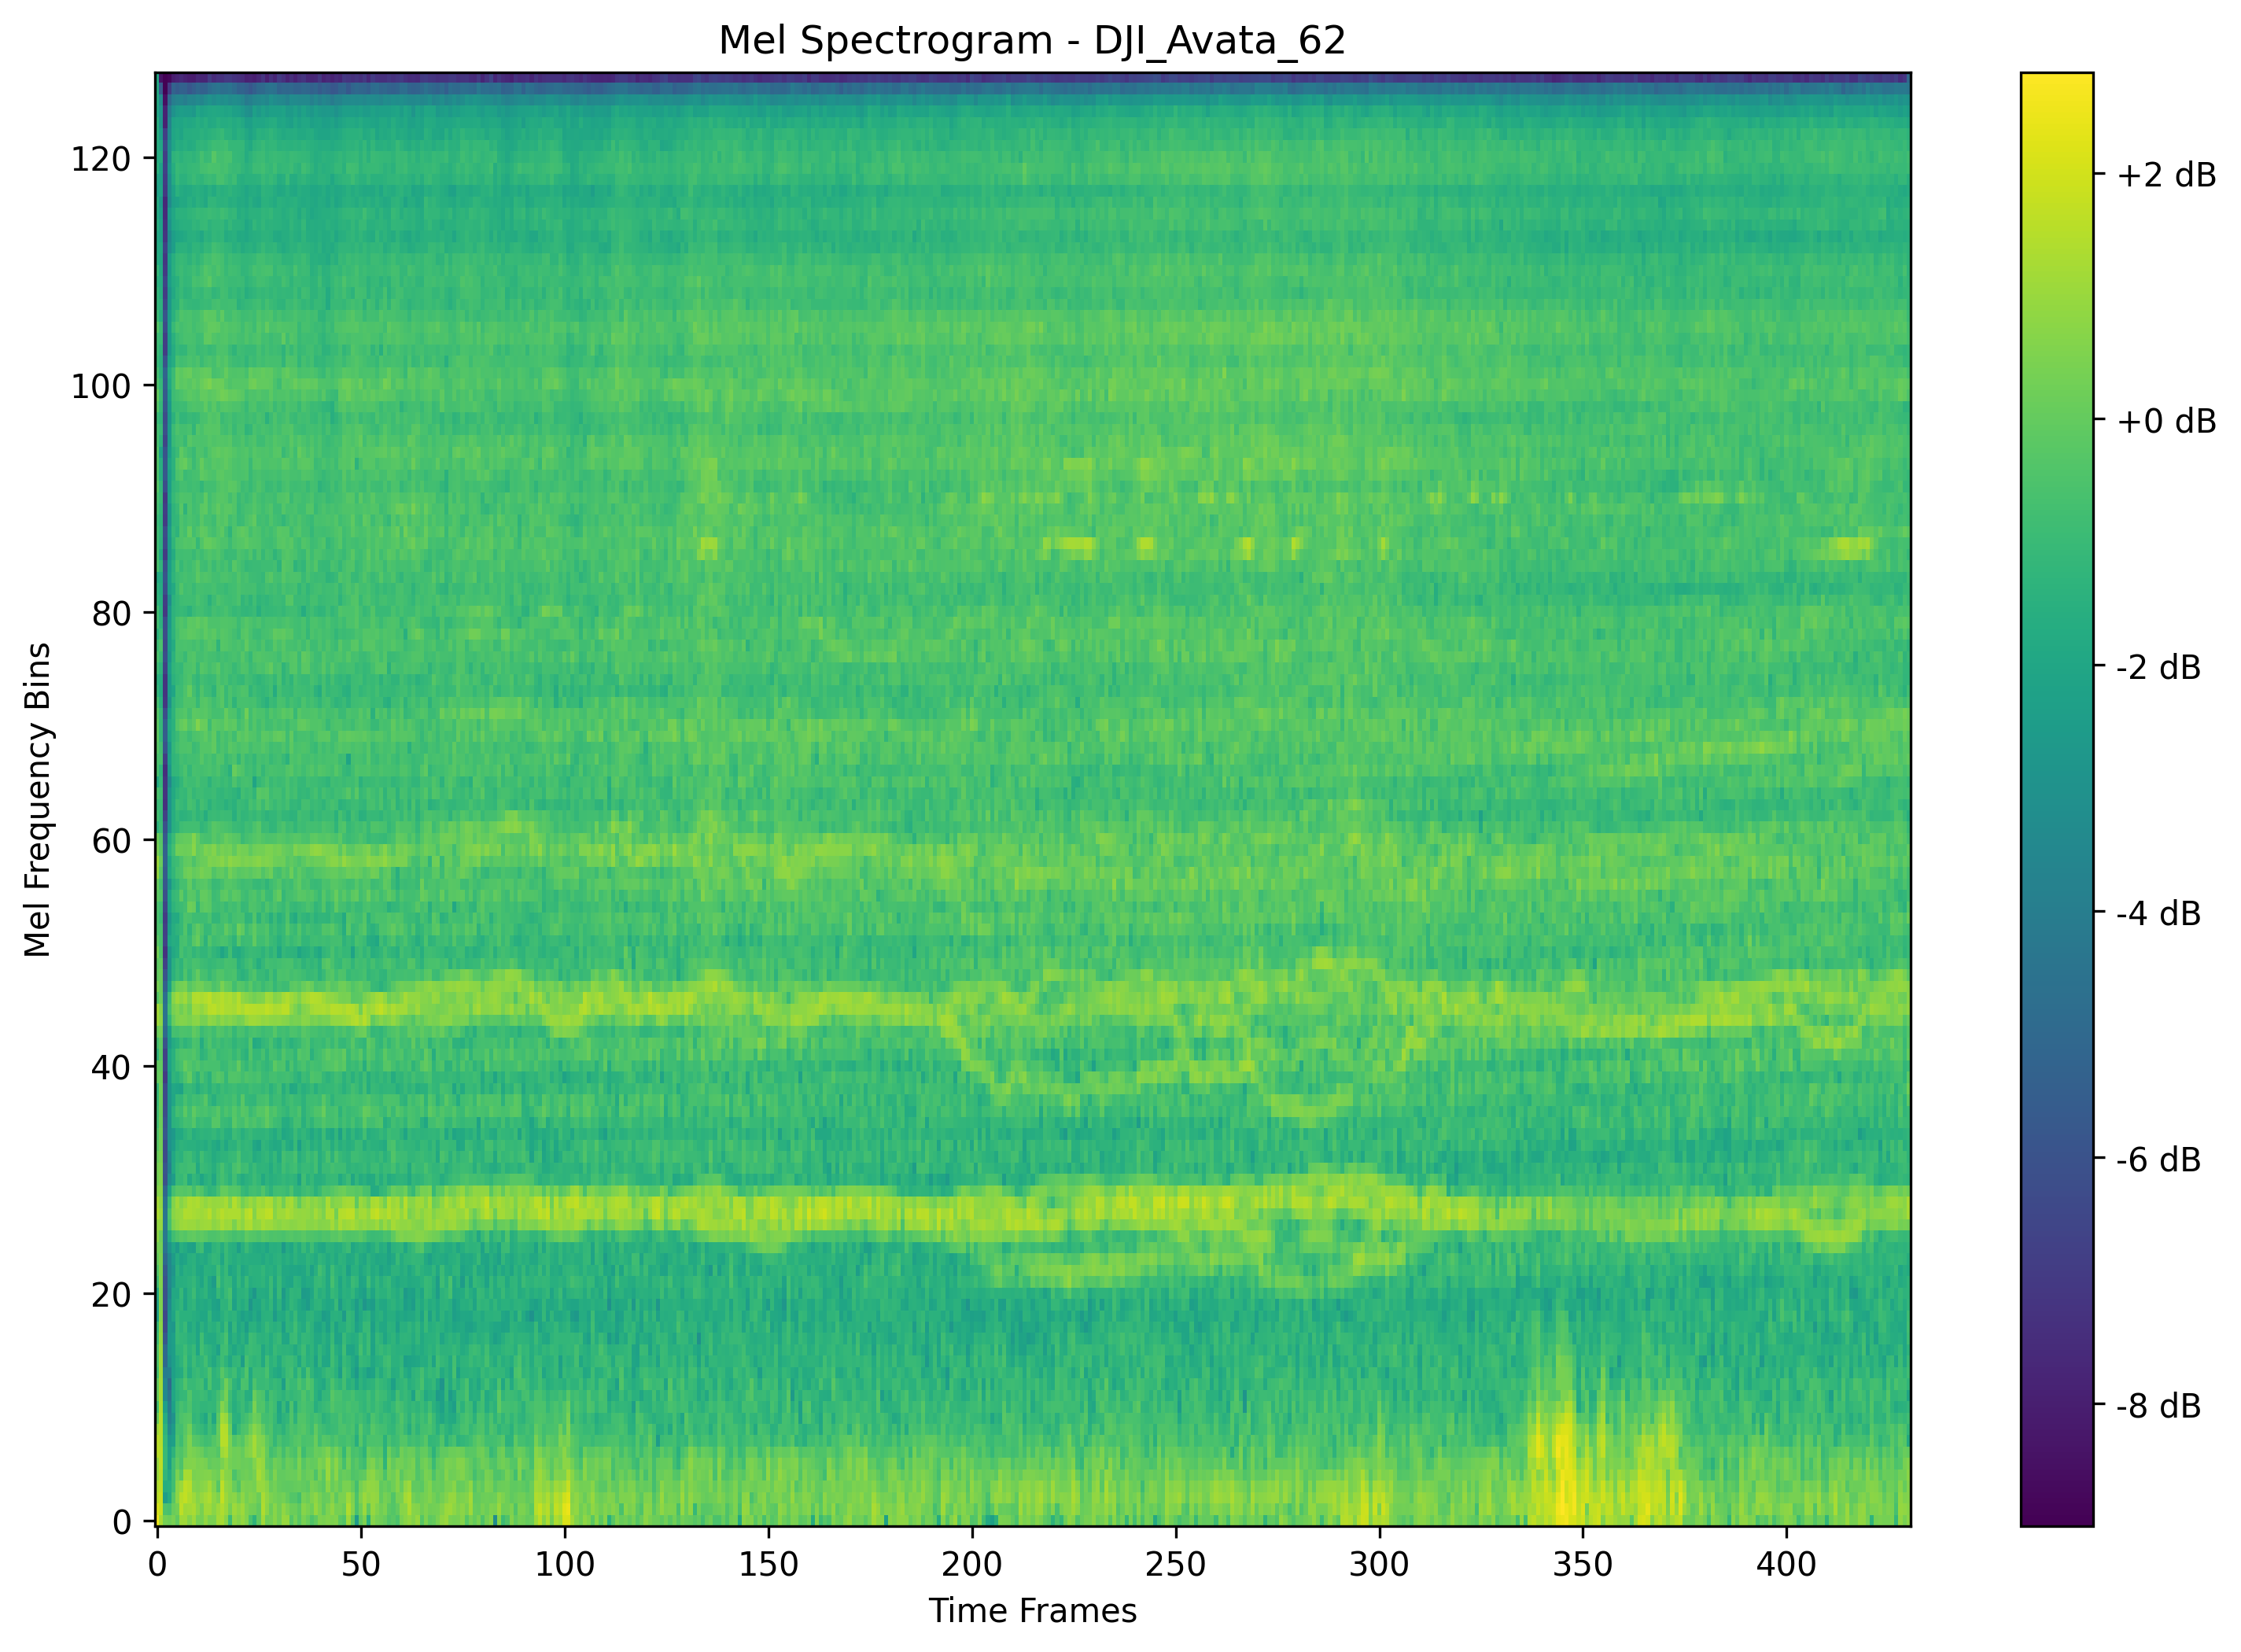 Mel Spectrogram - DJI_Avata_62
Mel Frequency Bins
120
100
80
60
40
20
0
0 50 100 150 200 250 300 350 400
Time Frames
+2 dB
+0 dB
-2 dB
-4 dB
-6 dB
-8 dB